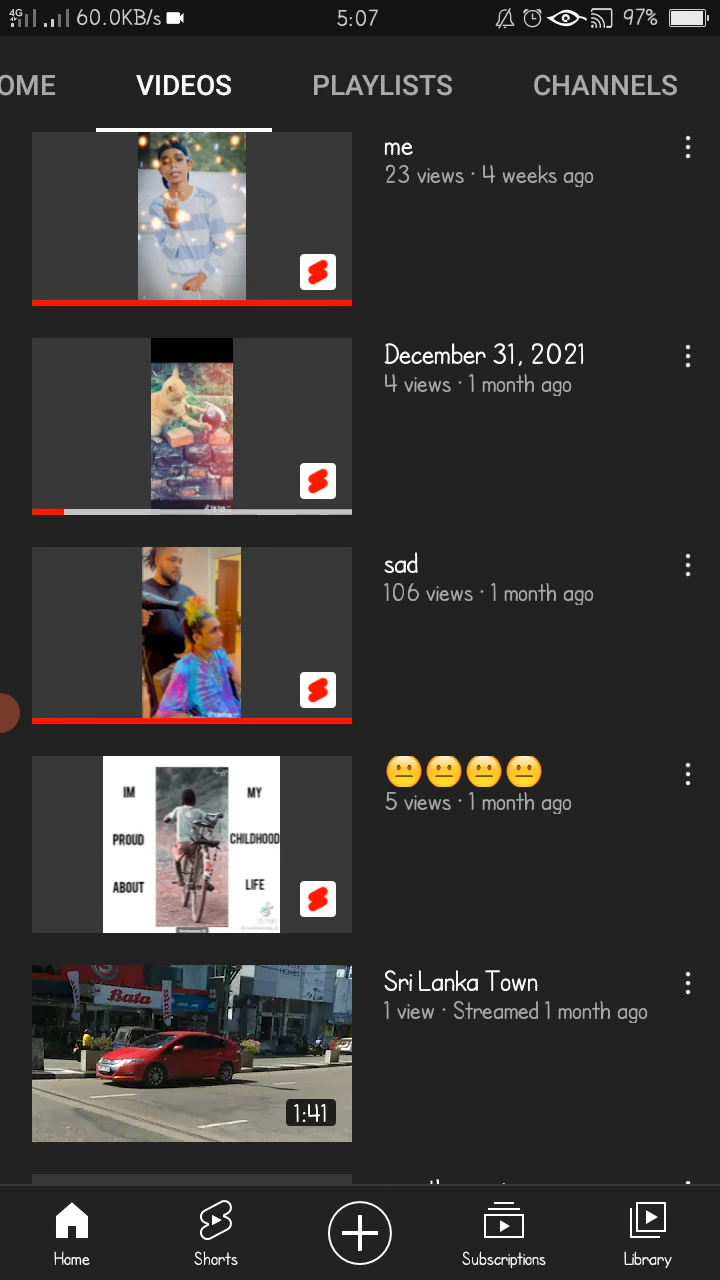 4G
60.0KB/s
5:07
97%
OME
VIDEOS
PLAYLISTS
CHANNELS
me
23 views · 4 weeks ago
December 31, 2021
4 views · 1 month ago
sad
106 views · 1 month ago
IM
MY
PROUD
CHILDHOOD
ABOUT
LIFE
😐😐😐😐
5 views · 1 month ago
Bata
1:41
Sri Lanka Town
1 view · Streamed 1 month ago
Home
Shorts
Subscriptions
Library